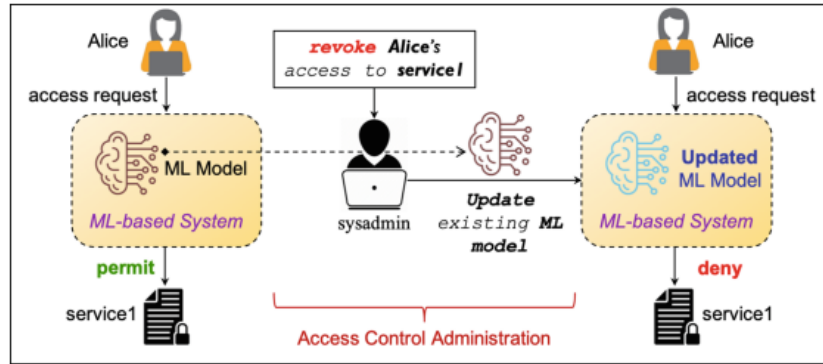 Alice
access request
ML Model
ML-based System
permit
service1
revoke Alice's
access to service1
sysadmin
Update
existing ML
model
Access Control Administration
Alice
access request
Updated
ML Model
ML-based System
deny
service1